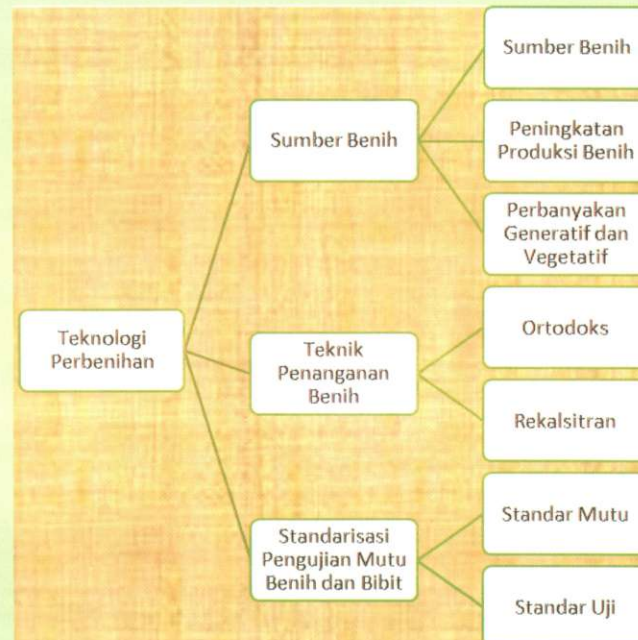 Teknologi
Perbenihan
Sumber Benih
Sumber Benih
Peningkatan
Produksi Benih
Perbanyakan
Generatif dan
Vegetatif
Teknik
Penanganan
Benih
Ortodoks
Rekalsitran
Standarisasi
Pengujian Mutu
Benih dan Bibit
Standar Mutu
Standar Uji